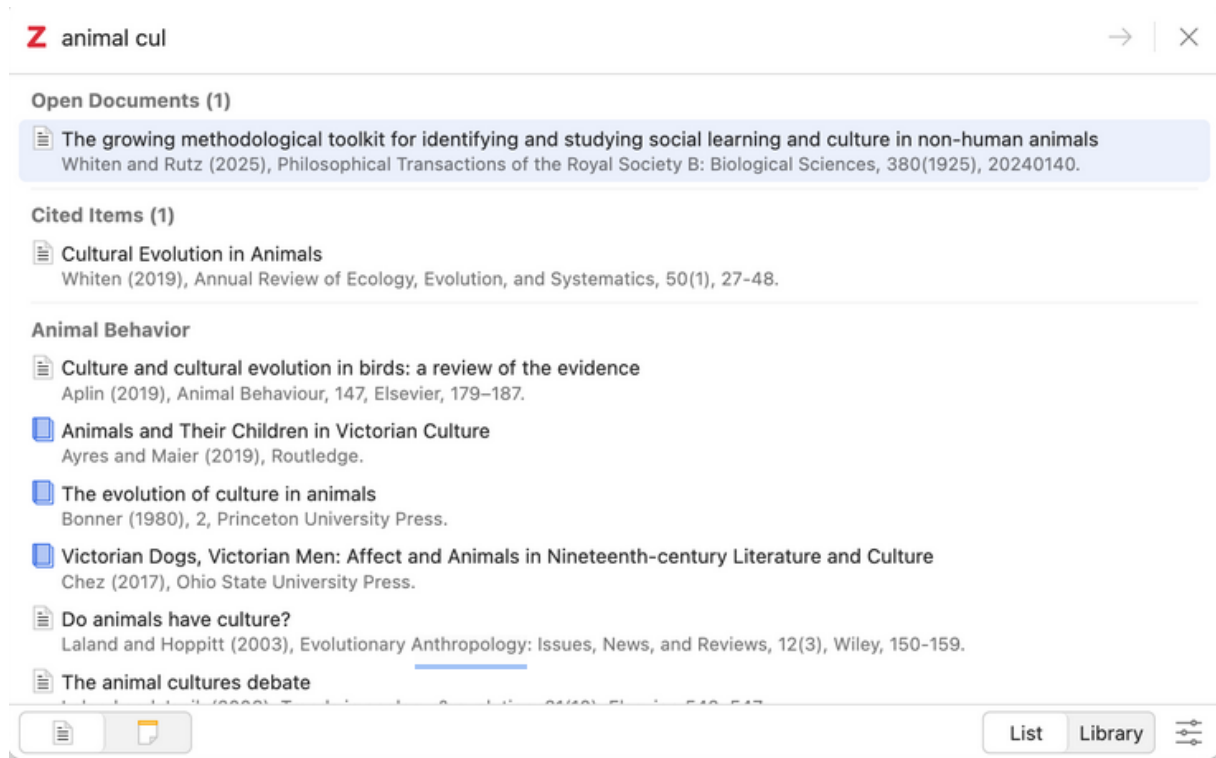 Z animal cul
Open Documents (1)
The growing methodological toolkit for identifying and studying social learning and culture in non-human animals
Whiten and Rutz (2025), Philosophical Transactions of the Royal Society B: Biological Sciences, 380(1925), 20240140.
Cited Items (1)
Cultural Evolution in Animals
Whiten (2019), Annual Review of Ecology, Evolution, and Systematics, 50(1), 27-48.
Animal Behavior
Culture and cultural evolution in birds: a review of the evidence
Aplin (2019), Animal Behaviour, 147, Elsevier, 179–187.
Animals and Their Children in Victorian Culture
Ayres and Maier (2019), Routledge.
The evolution of culture in animals
Bonner (1980), 2, Princeton University Press.
Victorian Dogs, Victorian Men: Affect and Animals in Nineteenth-century Literature and Culture
Chez (2017), Ohio State University Press.
Do animals have culture?
Laland and Hoppitt (2003), Evolutionary Anthropology: Issues, News, and Reviews, 12(3), Wiley, 150-159.
The animal cultures debate
List Library